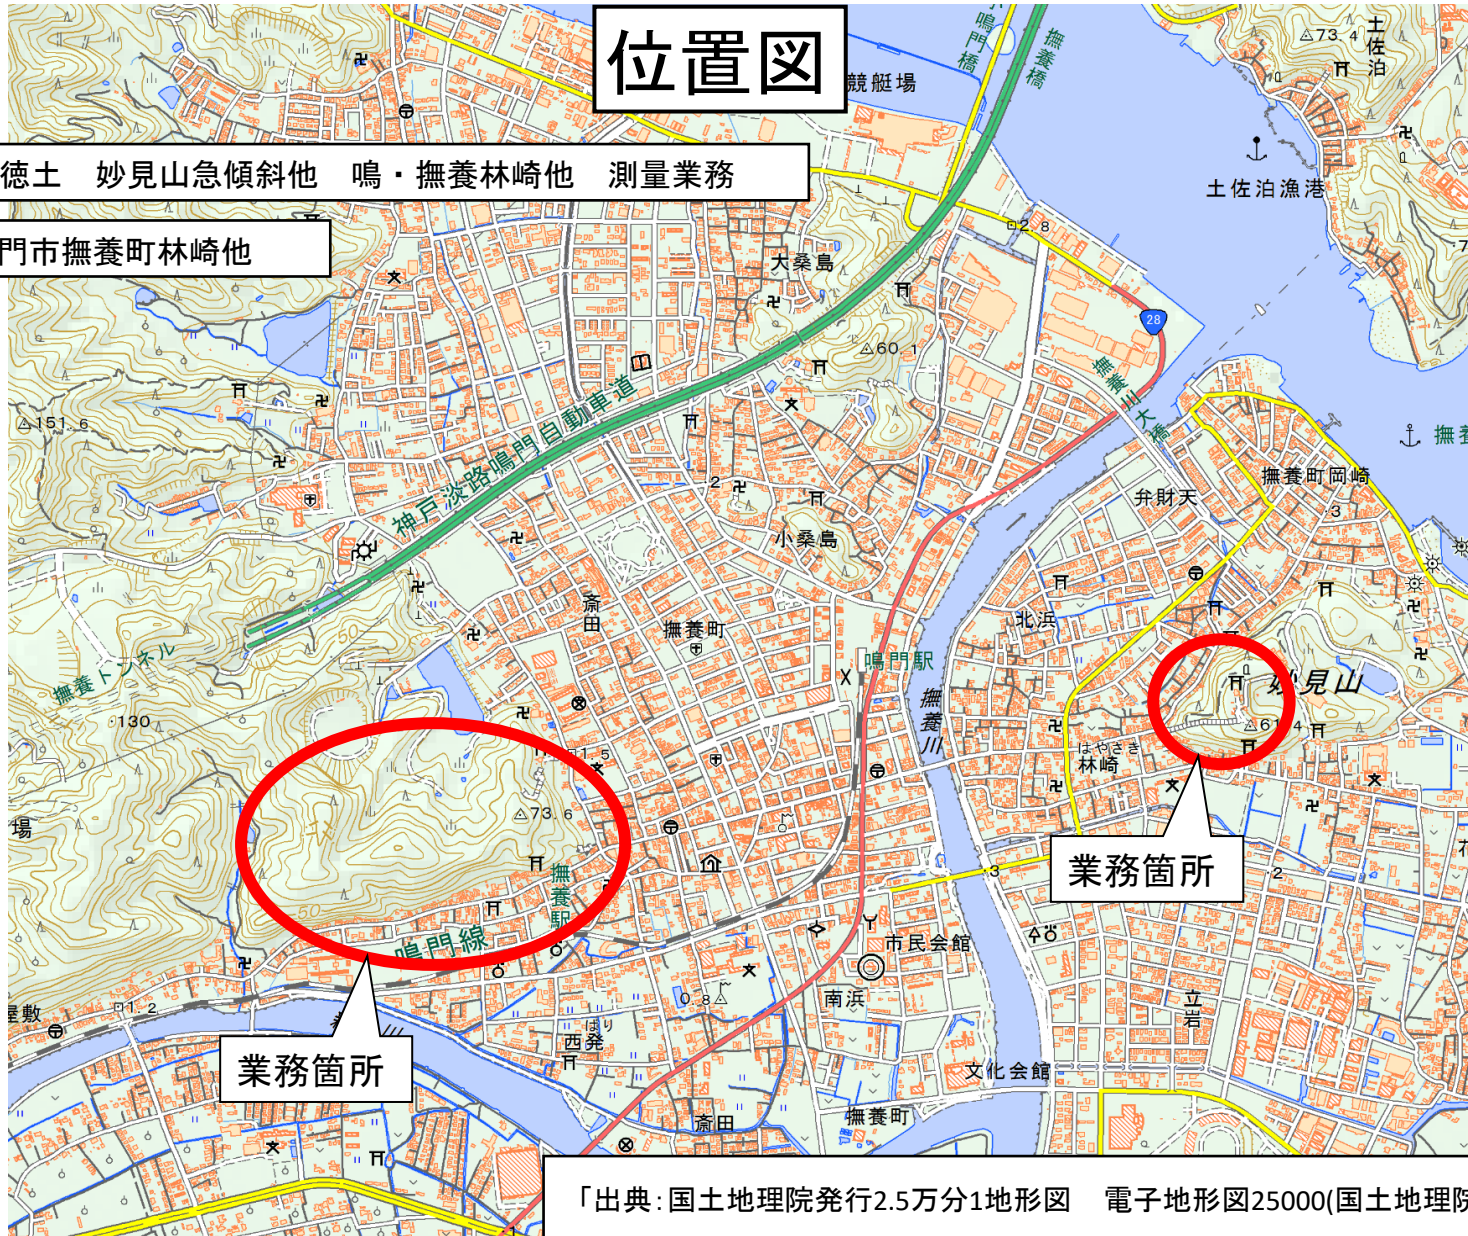 位置図
徳土　妙見山急傾斜他　鳴・撫養林崎他　測量業務
門市撫養町林崎他
鳴門橋
撫養橋
競艇場
73.4
土佐泊
土佐泊漁港
2.8
大桑島
28
60.1
撫養川大橋
151.6
神戸淡路鳴門自動車道
撫養町岡崎
弁財天
3
2
小桑島
斎田
撫養町
北浜
鳴門駅
撫養トンネル
130
撫養川
妙見山
61.4
はやさき
林崎
1.5
73.6
場
撫養駅
業務箇所
3
2
50
鳴門線
市民会館
南浜
0.8
1.2
屋敷
立岩
はり
西発
業務箇所
文化会館
斎田
撫養町
「出典：国土地理院発行2.5万分1地形図　電子地形図25000(国土地理院